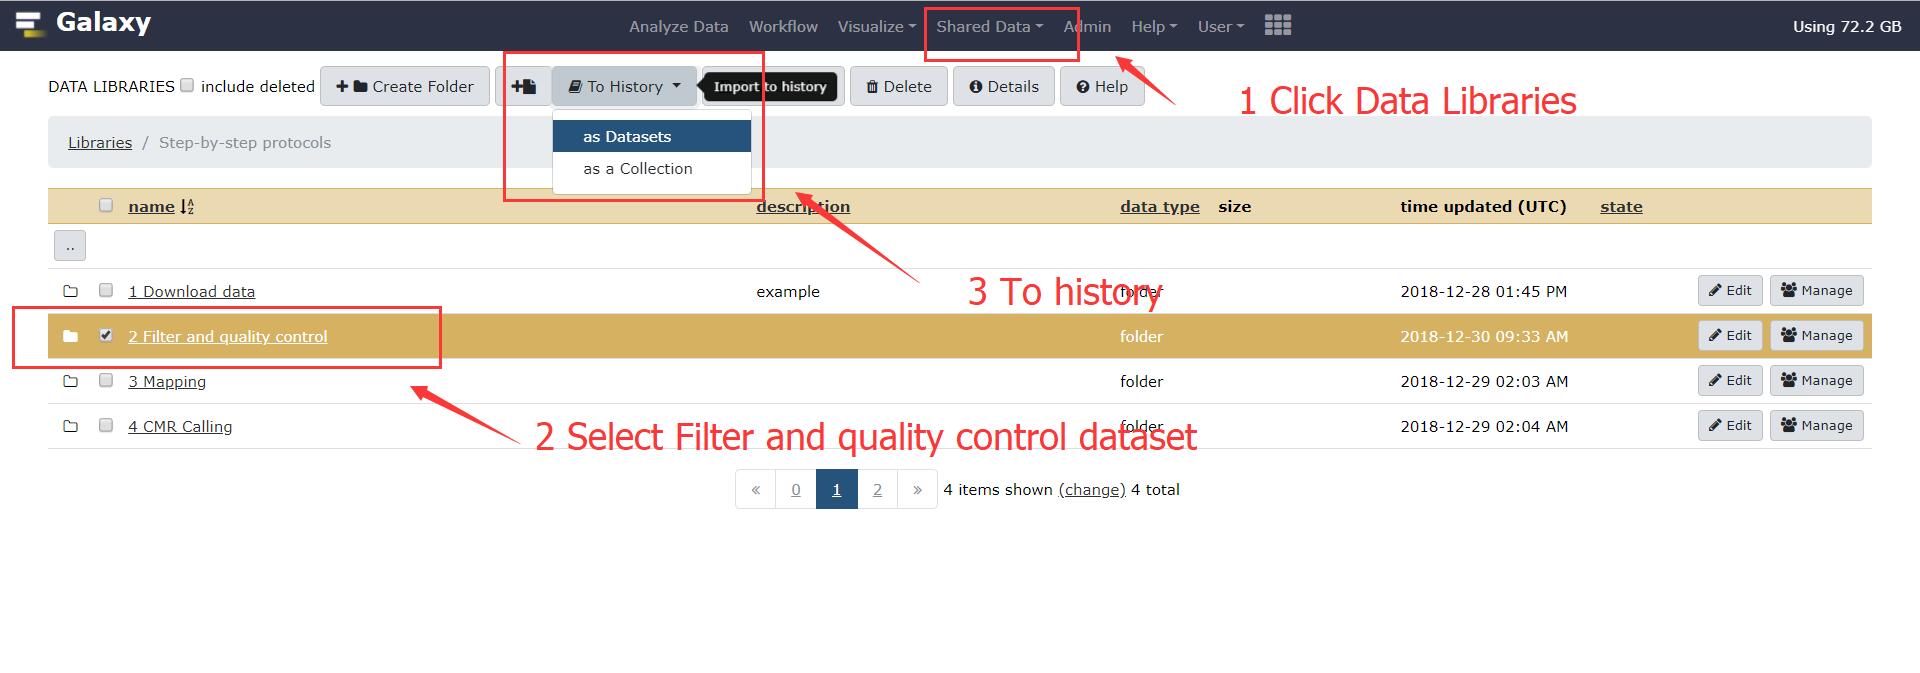 Galaxy
Analyze Data Workflow Visualize Shared Data Admin Help User
Using 72.2 GB
DATA LIBRARIES include deleted Create Folder To History Import to history Delete Details Help
1 Click Data Libraries
as Datasets
as a Collection
Libraries / Step-by-step protocols
name description data type size time updated (UTC) state
..
1 Download data example folder 2018-12-28 01:45 PM Edit Manage
3 To history
2 Filter and quality control folder 2018-12-30 09:33 AM Edit Manage
3 Mapping folder 2018-12-29 02:03 AM Edit Manage
4 CMR Calling folder 2018-12-29 02:04 AM Edit Manage
2 Select Filter and quality control dataset
« 0 1 2 » 4 items shown (change) 4 total